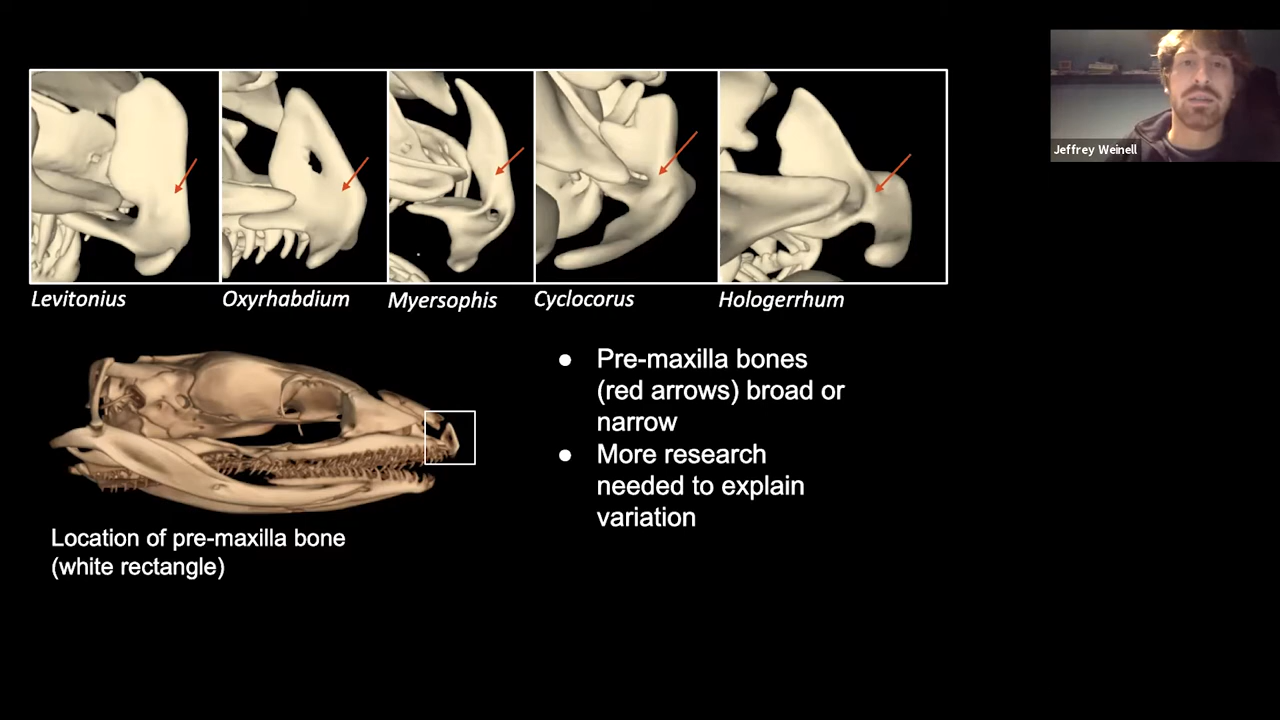 Jeffrey Weinell
Levitonius
Oxyrhabdium
Myersophis
Cyclocorus
Hologerrhum
● Pre-maxilla bones
(red arrows) broad or
narrow
● More research
needed to explain
variation
Location of pre-maxilla bone
(white rectangle)